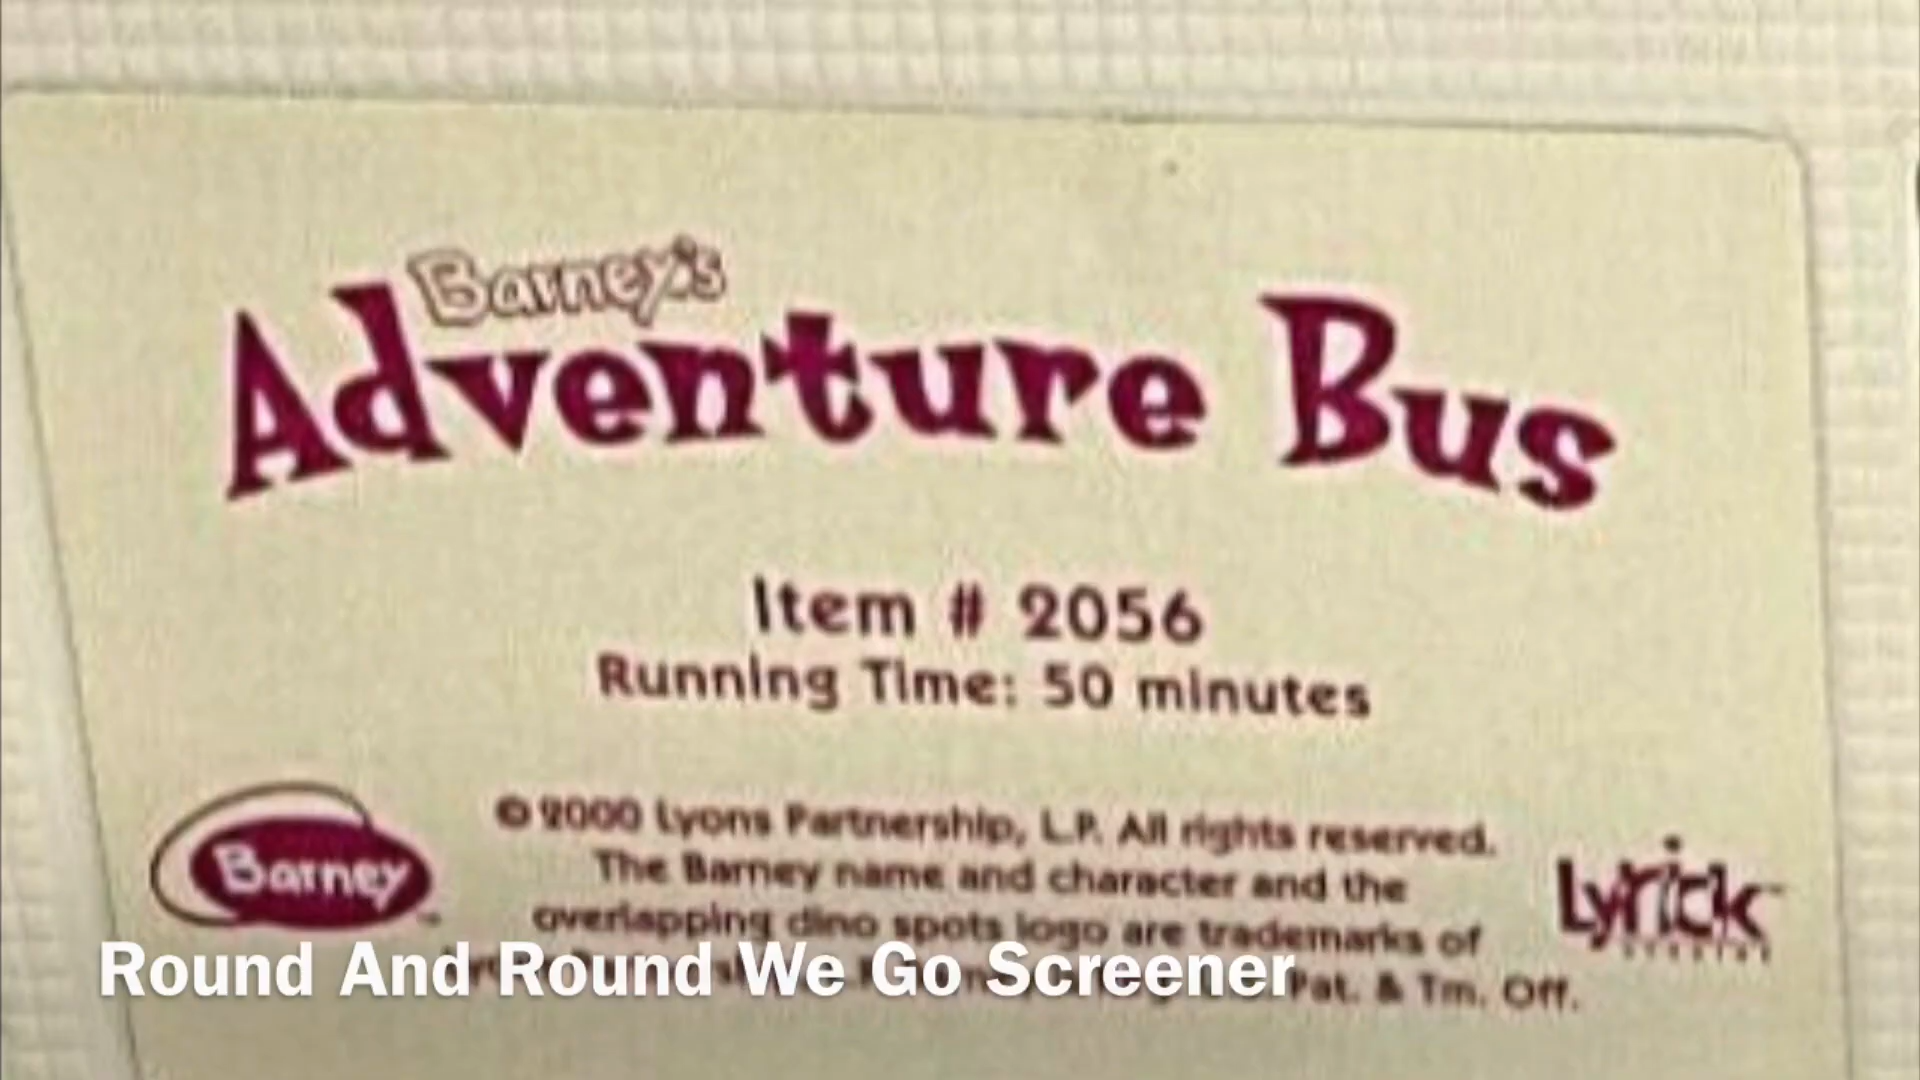 Barney's
Adventure Bus
Item # 2056
Running Time: 50 minutes
© 2000 Lyons Partnership, L.P. All rights reserved.
The Barney name and character and the
overlapping dino spots logo are trademarks of
Pat. & Tm. Off.
Barney
Lyrick
Round And Round We Go Screener